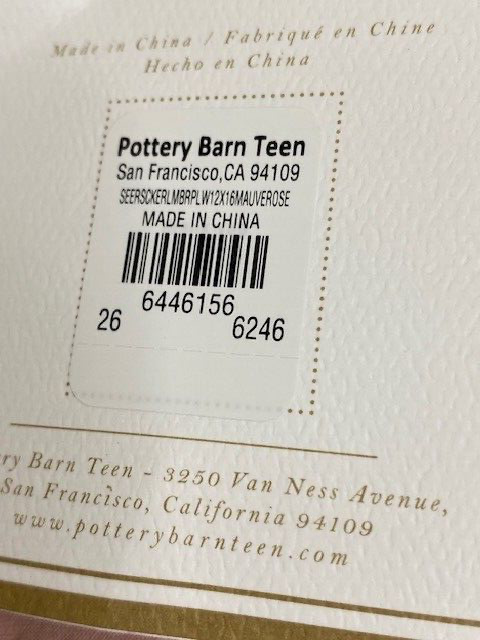 Made in China / Fabriqué en Chine
Hecho en China
Pottery Barn Teen
San Francisco,CA 94109
SEERSCKERLMBRPLW12X16MAUVEROSE
MADE IN CHINA
6446156
26
6246
ry Barn Teen - 3250 Van Ness Avenue,
San Francisco, California 94109
www.potterybarnteen.com